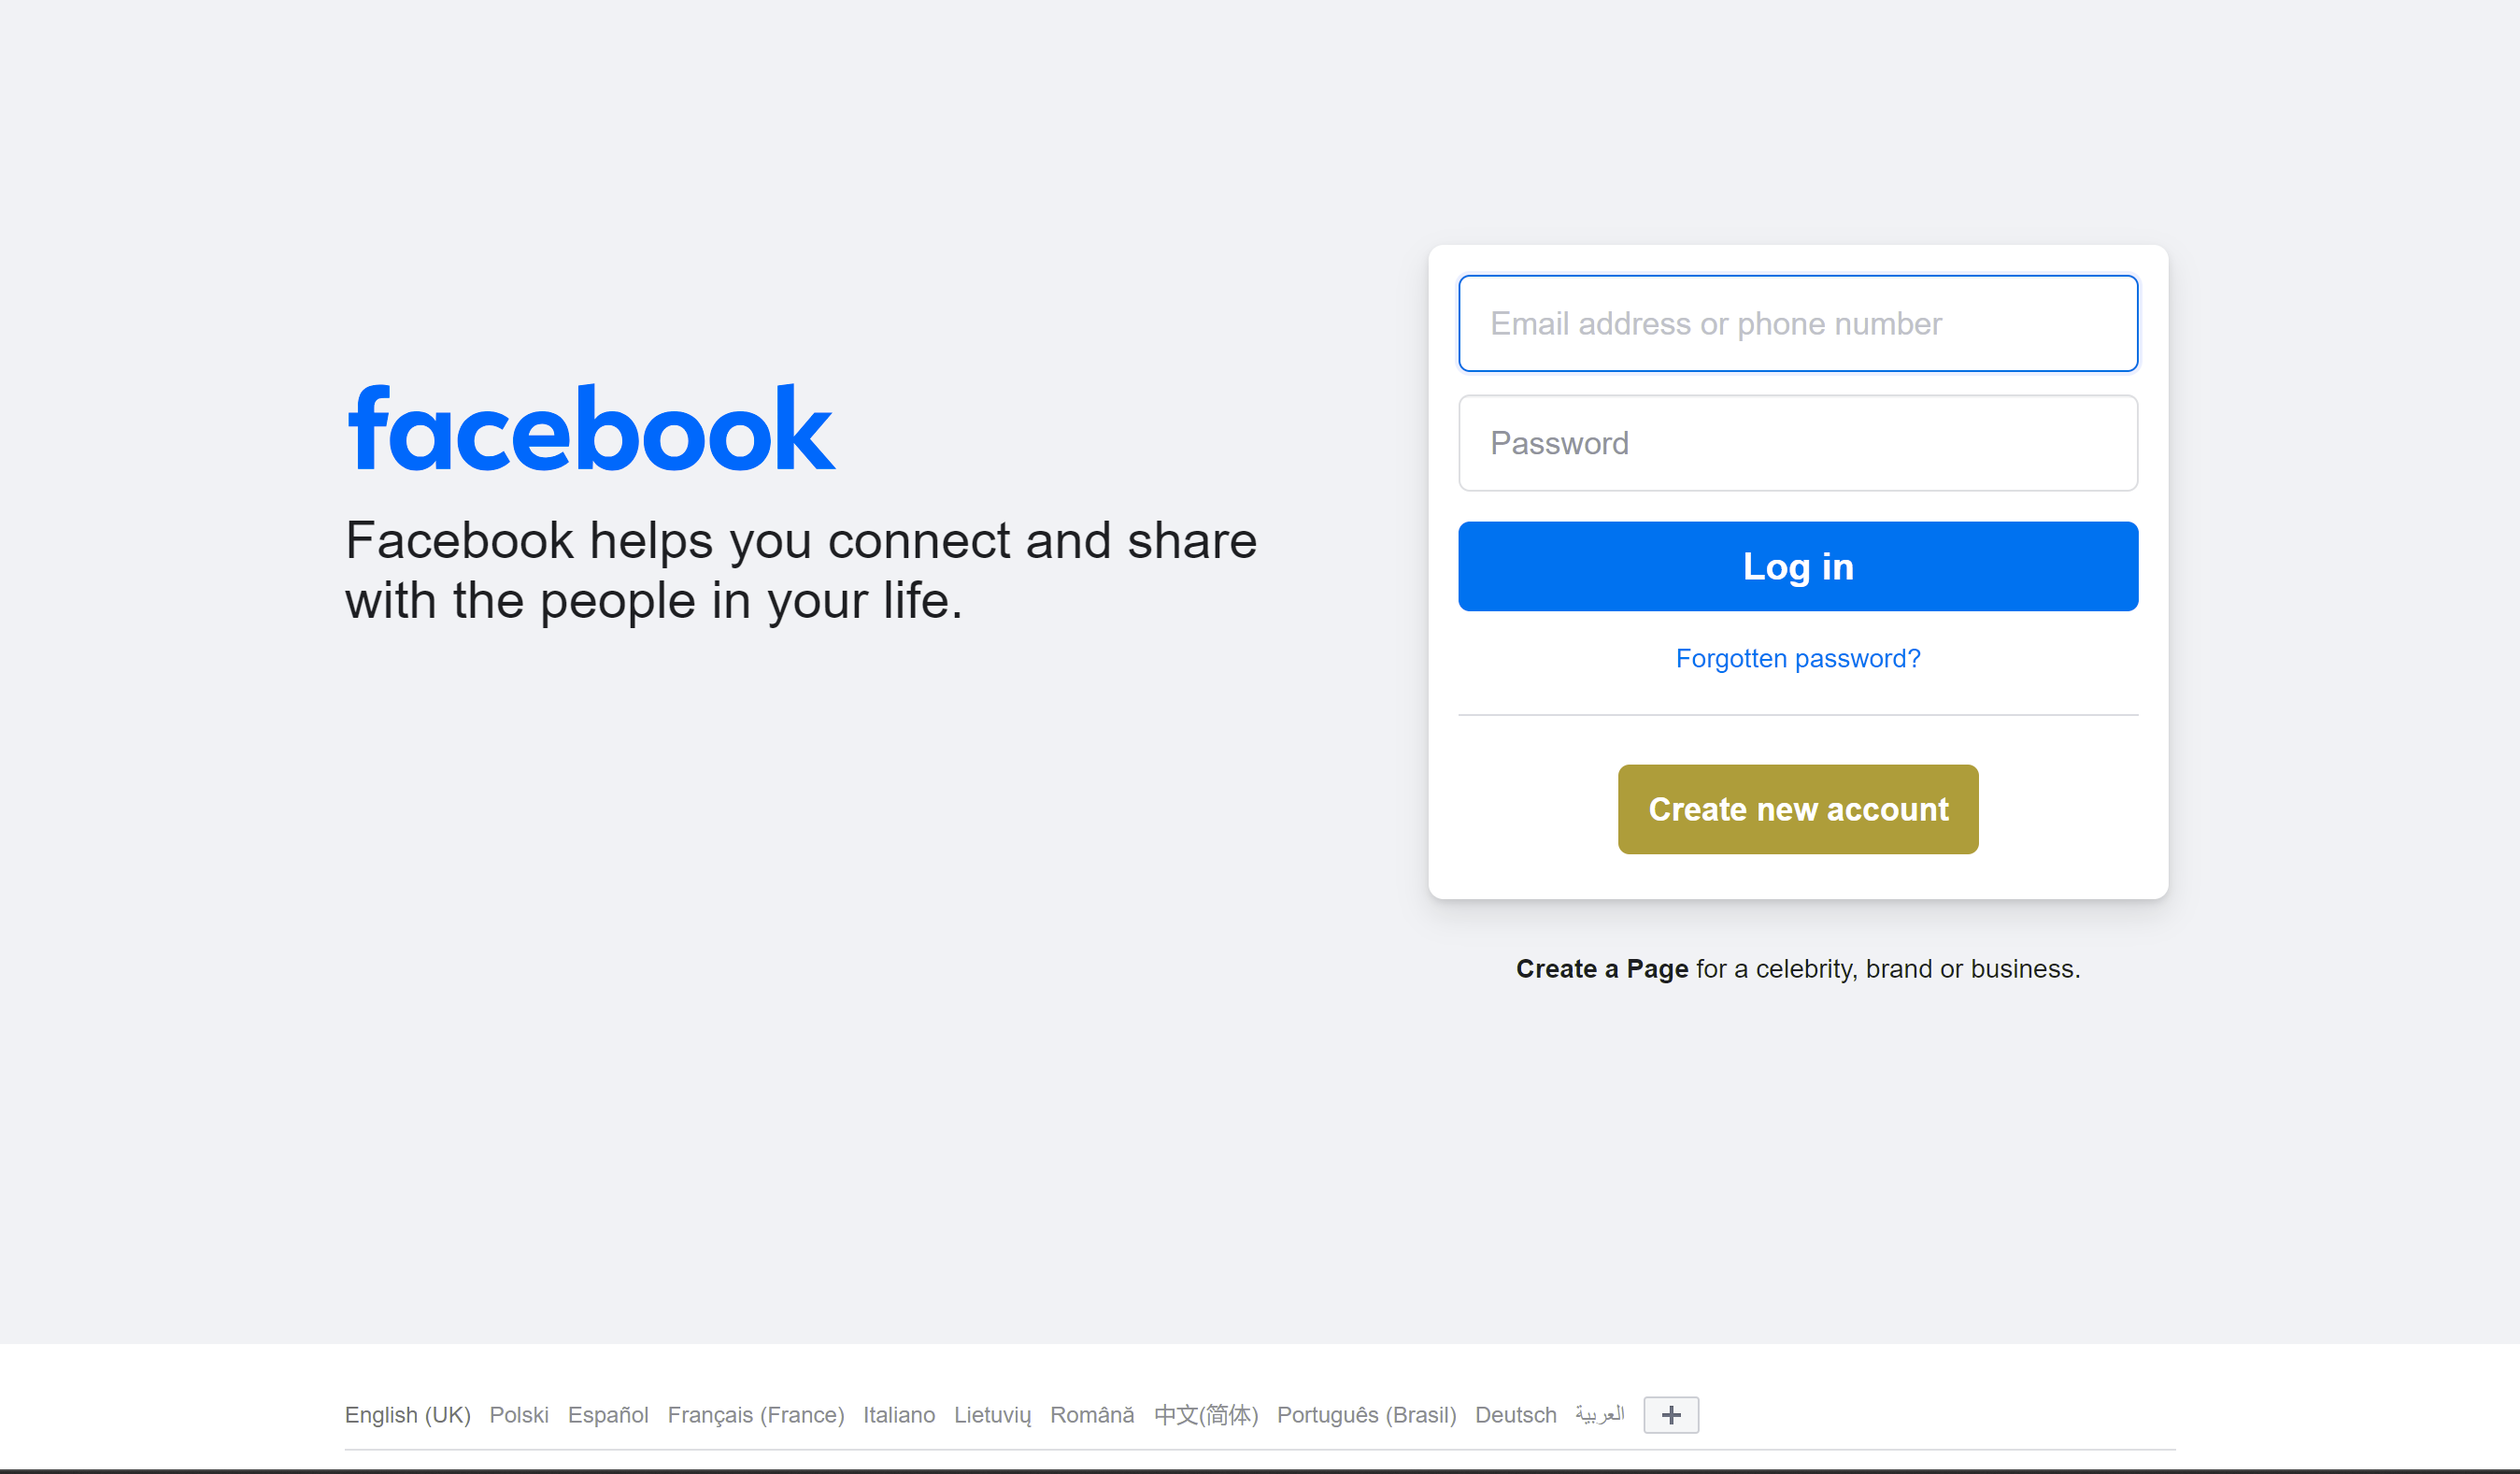 facebook
Facebook helps you connect and share
with the people in your life.
Email address or phone number
Password
Log in
Forgotten password?
Create new account
Create a Page for a celebrity, brand or business.
English (UK) Polski Español Français (France) Italiano Lietuvių Română 中文(简体) Português (Brasil) Deutsch العربية